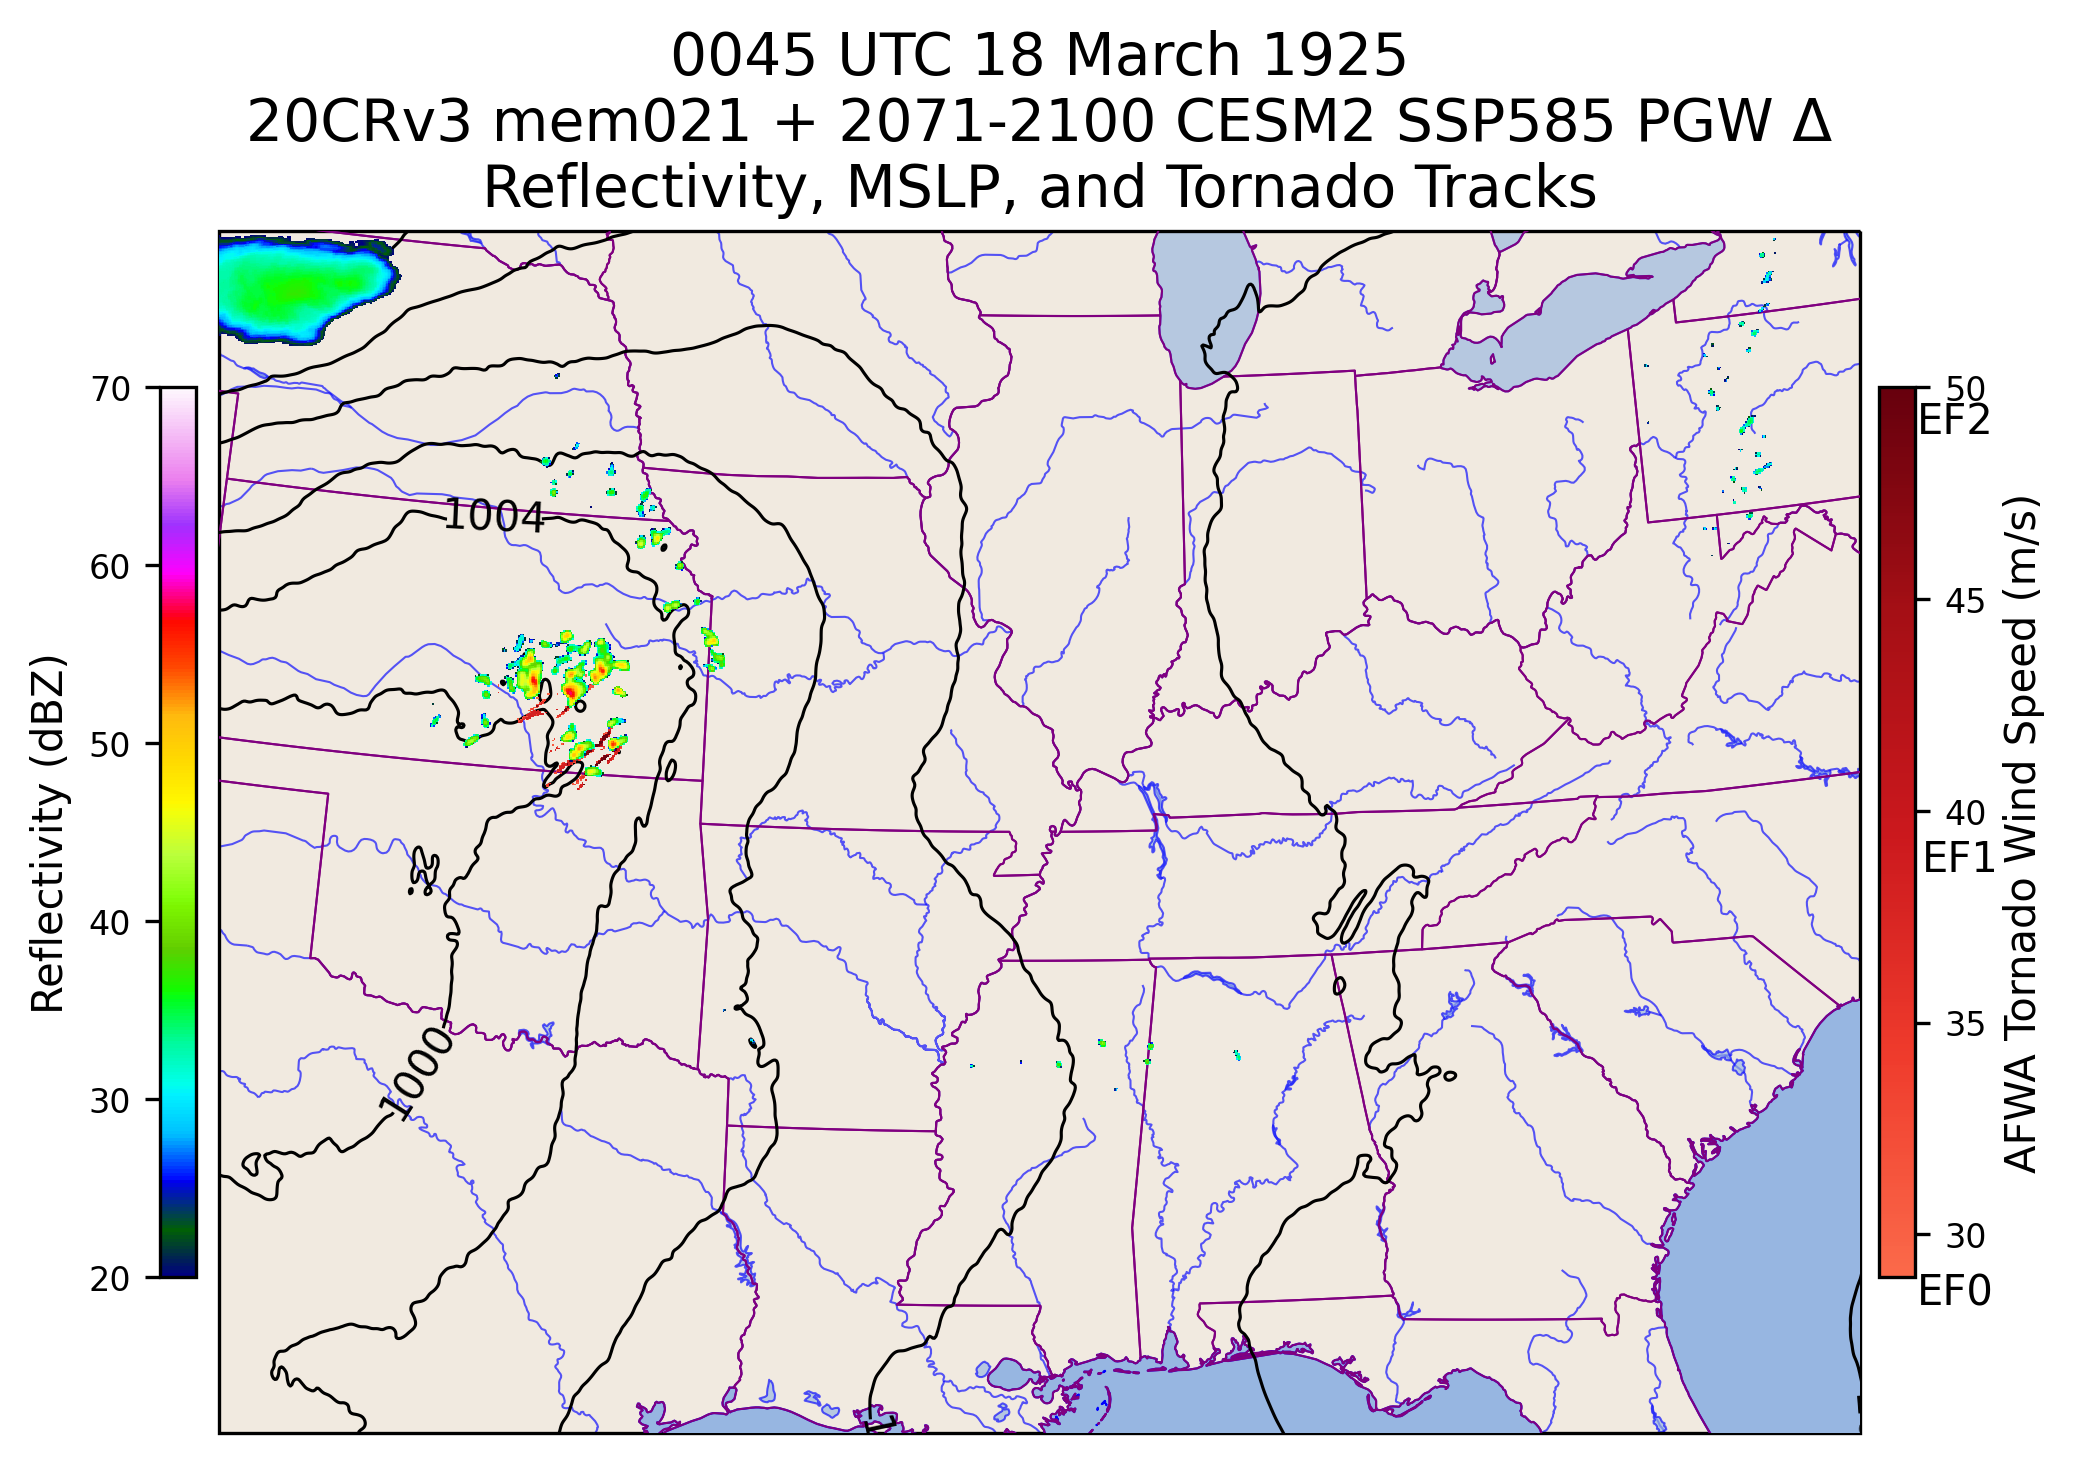 0045 UTC 18 March 1925
20CRv3 mem021 + 2071-2100 CESM2 SSP585 PGW Δ
Reflectivity, MSLP, and Tornado Tracks
Reflectivity (dBZ)
70
60
50
40
30
20
1004
1000
1
50
EF2
45
40
EF1
35
30
EF0
AFWA Tornado Wind Speed (m/s)